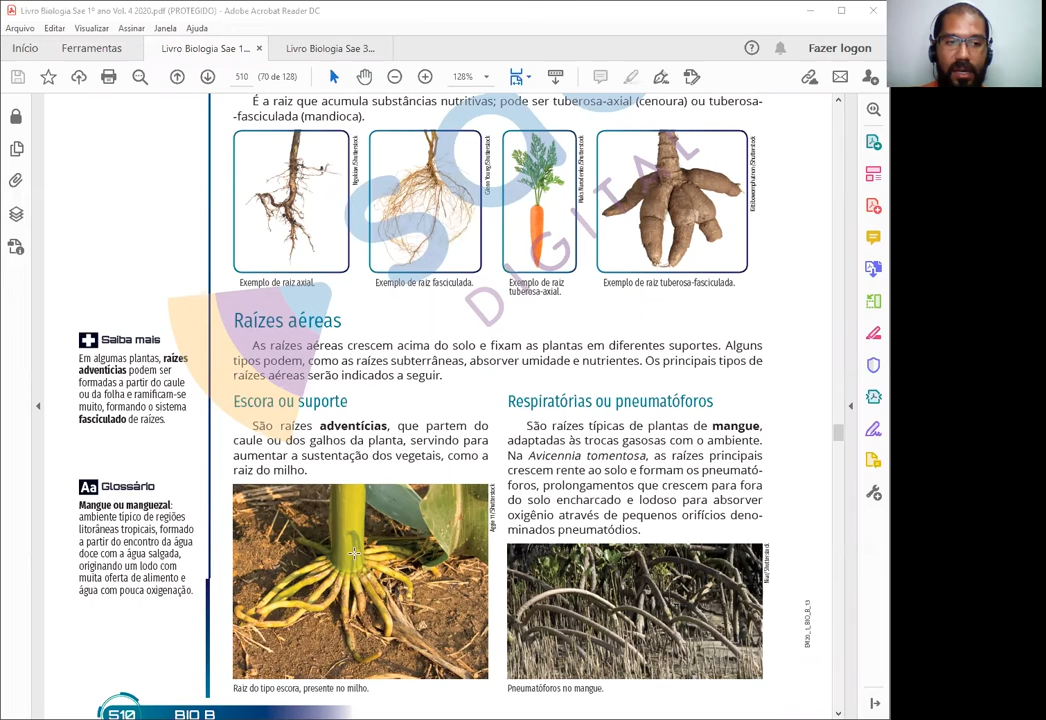 Livro Biologia Sae 1º ano Vol. 4 2020.pdf (PROTEGIDO) - Adobe Acrobat Reader DC
Arquivo Editar Visualizar Assinar Janela Ajuda
Início Ferramentas Livro Biologia Sae 1... × Livro Biologia Sae 3... Fazer logon
510 (70 de 128) 128%
É a raiz que acumula substâncias nutritivas; pode ser tuberosa-axial (cenoura) ou tuberosa-
-fasciculada (mandioca).
Exemplo de raiz axial.
Exemplo de raiz fasciculada.
Exemplo de raiz
tuberosa-axial.
Exemplo de raiz tuberosa-fasciculada.
DIGITAL
Raízes aéreas
As raízes aéreas crescem acima do solo e fixam as plantas em diferentes suportes. Alguns
tipos podem, como as raízes subterrâneas, absorver umidade e nutrientes. Os principais tipos de
raízes aéreas serão indicados a seguir.
Saiba mais
Em algumas plantas, raízes
adventícias podem ser
formadas a partir do caule
ou da folha e ramificam-se
muito, formando o sistema
fasciculado de raízes.
Aa Glossário
Mangue ou manguezal:
ambiente típico de regiões
litorâneas tropicais, formado
a partir do encontro da água
doce com a água salgada,
originando um lodo com
muita oferta de alimento e
água com pouca oxigenação.
Escora ou suporte
São raízes adventícias, que partem do
caule ou dos galhos da planta, servindo para
aumentar a sustentação dos vegetais, como a
raiz do milho.
Raiz do tipo escora, presente no milho.
Respiratórias ou pneumatóforos
São raízes típicas de plantas de mangue,
adaptadas às trocas gasosas com o ambiente.
Na Avicennia tomentosa, as raízes principais
crescem rente ao solo e formam os pneumató-
foros, prolongamentos que crescem para fora
do solo encharcado e lodoso para absorver
oxigênio através de pequenos orifícios deno-
minados pneumatódios.
Pneumatóforos no mangue.
510 BIO B